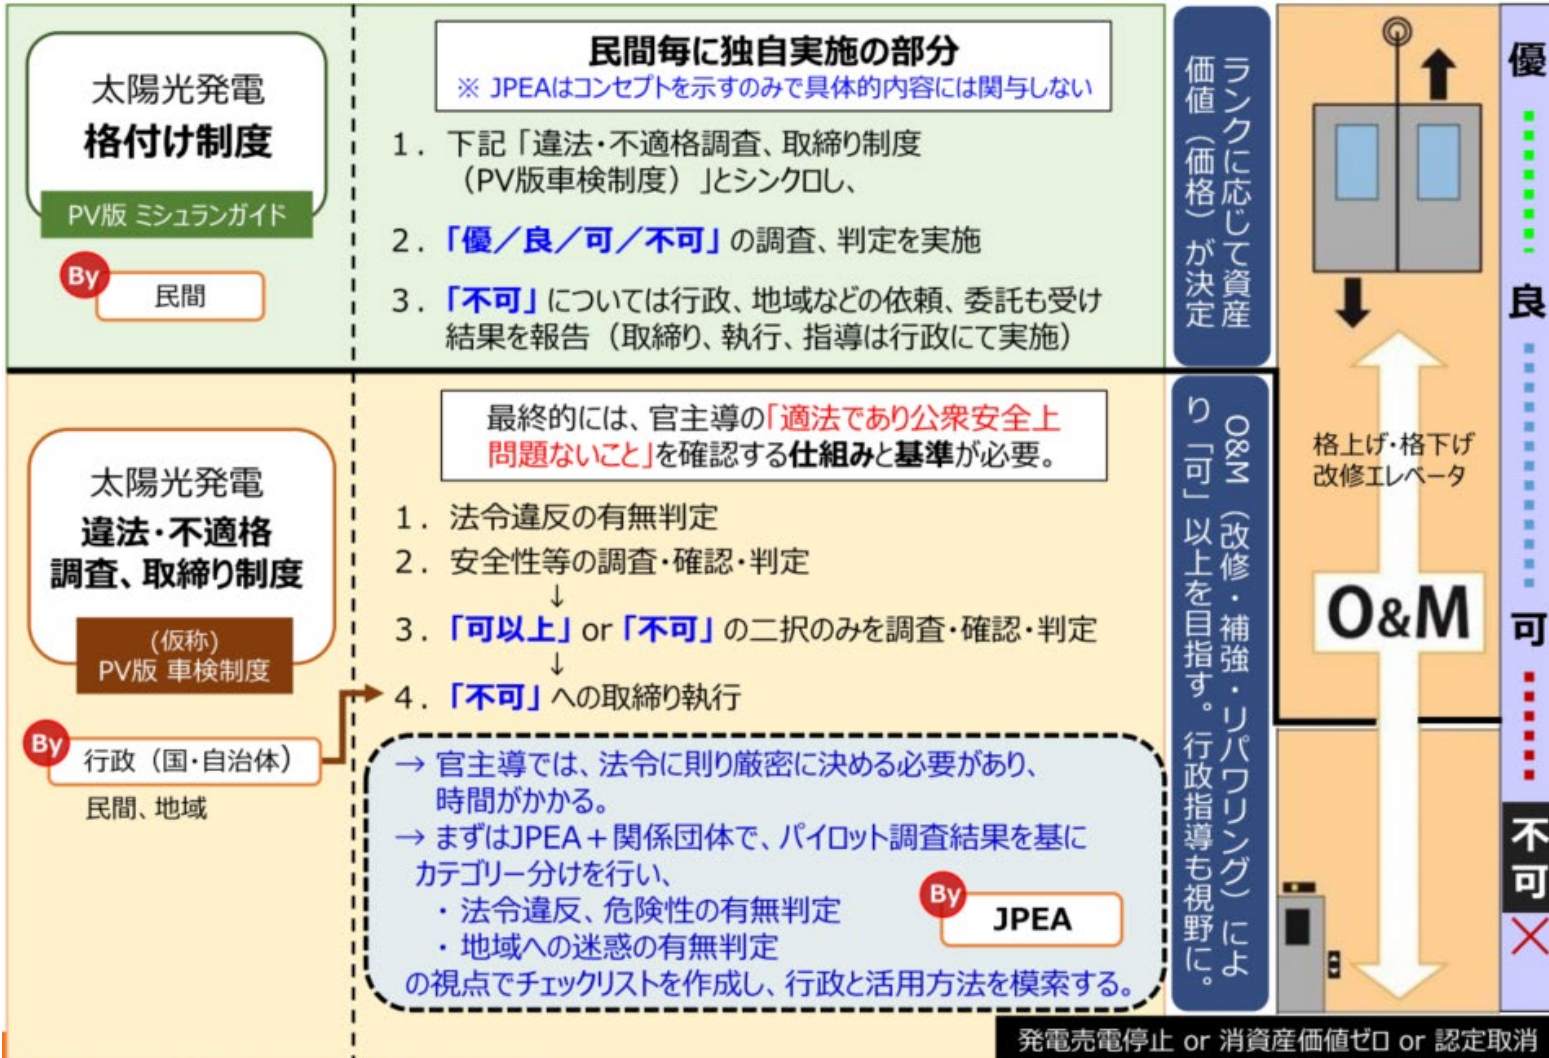 太陽光発電
格付け制度
PV版 ミシュランガイド
By
民間
民間毎に独自実施の部分
※ JPEAはコンセプトを示すのみで具体的内容には関与しない
1. 下記「違法・不適格調査、取締り制度
（PV版車検制度）」とシンクロし、
2. 「優／良／可／不可」の調査、判定を実施
3. 「不可」については行政、地域などの依頼、委託も受け
結果を報告（取締り、執行、指導は行政にて実施）
ランクに応じて資産
価値（価格）が決定
太陽光発電
違法・不適格
調査、取締り制度
(仮称)
PV版 車検制度
By
行政（国・自治体）
民間、地域
最終的には、官主導の「適法であり公衆安全上
問題ないこと」を確認する仕組みと基準が必要。
1. 法令違反の有無判定
2. 安全性等の調査・確認・判定
↓
3. 「可以上」or「不可」の二択のみを調査・確認・判定
↓
4. 「不可」への取締り執行
→ 官主導では、法令に則り厳密に決める必要があり、
時間がかかる。
→ まずはJPEA＋関係団体で、パイロット調査結果を基に
カテゴリー分けを行い、
・法令違反、危険性の有無判定
・地域への迷惑の有無判定
の視点でチェックリストを作成し、行政と活用方法を模索する。
By
JPEA
O&M（改修・補強・リパワリング）によ
り「可」以上を目指す。行政指導も視野に。
格上げ・格下げ
改修エレベータ
O&M
優
良
可
不可
発電売電停止 or 消資産価値ゼロ or 認定取消